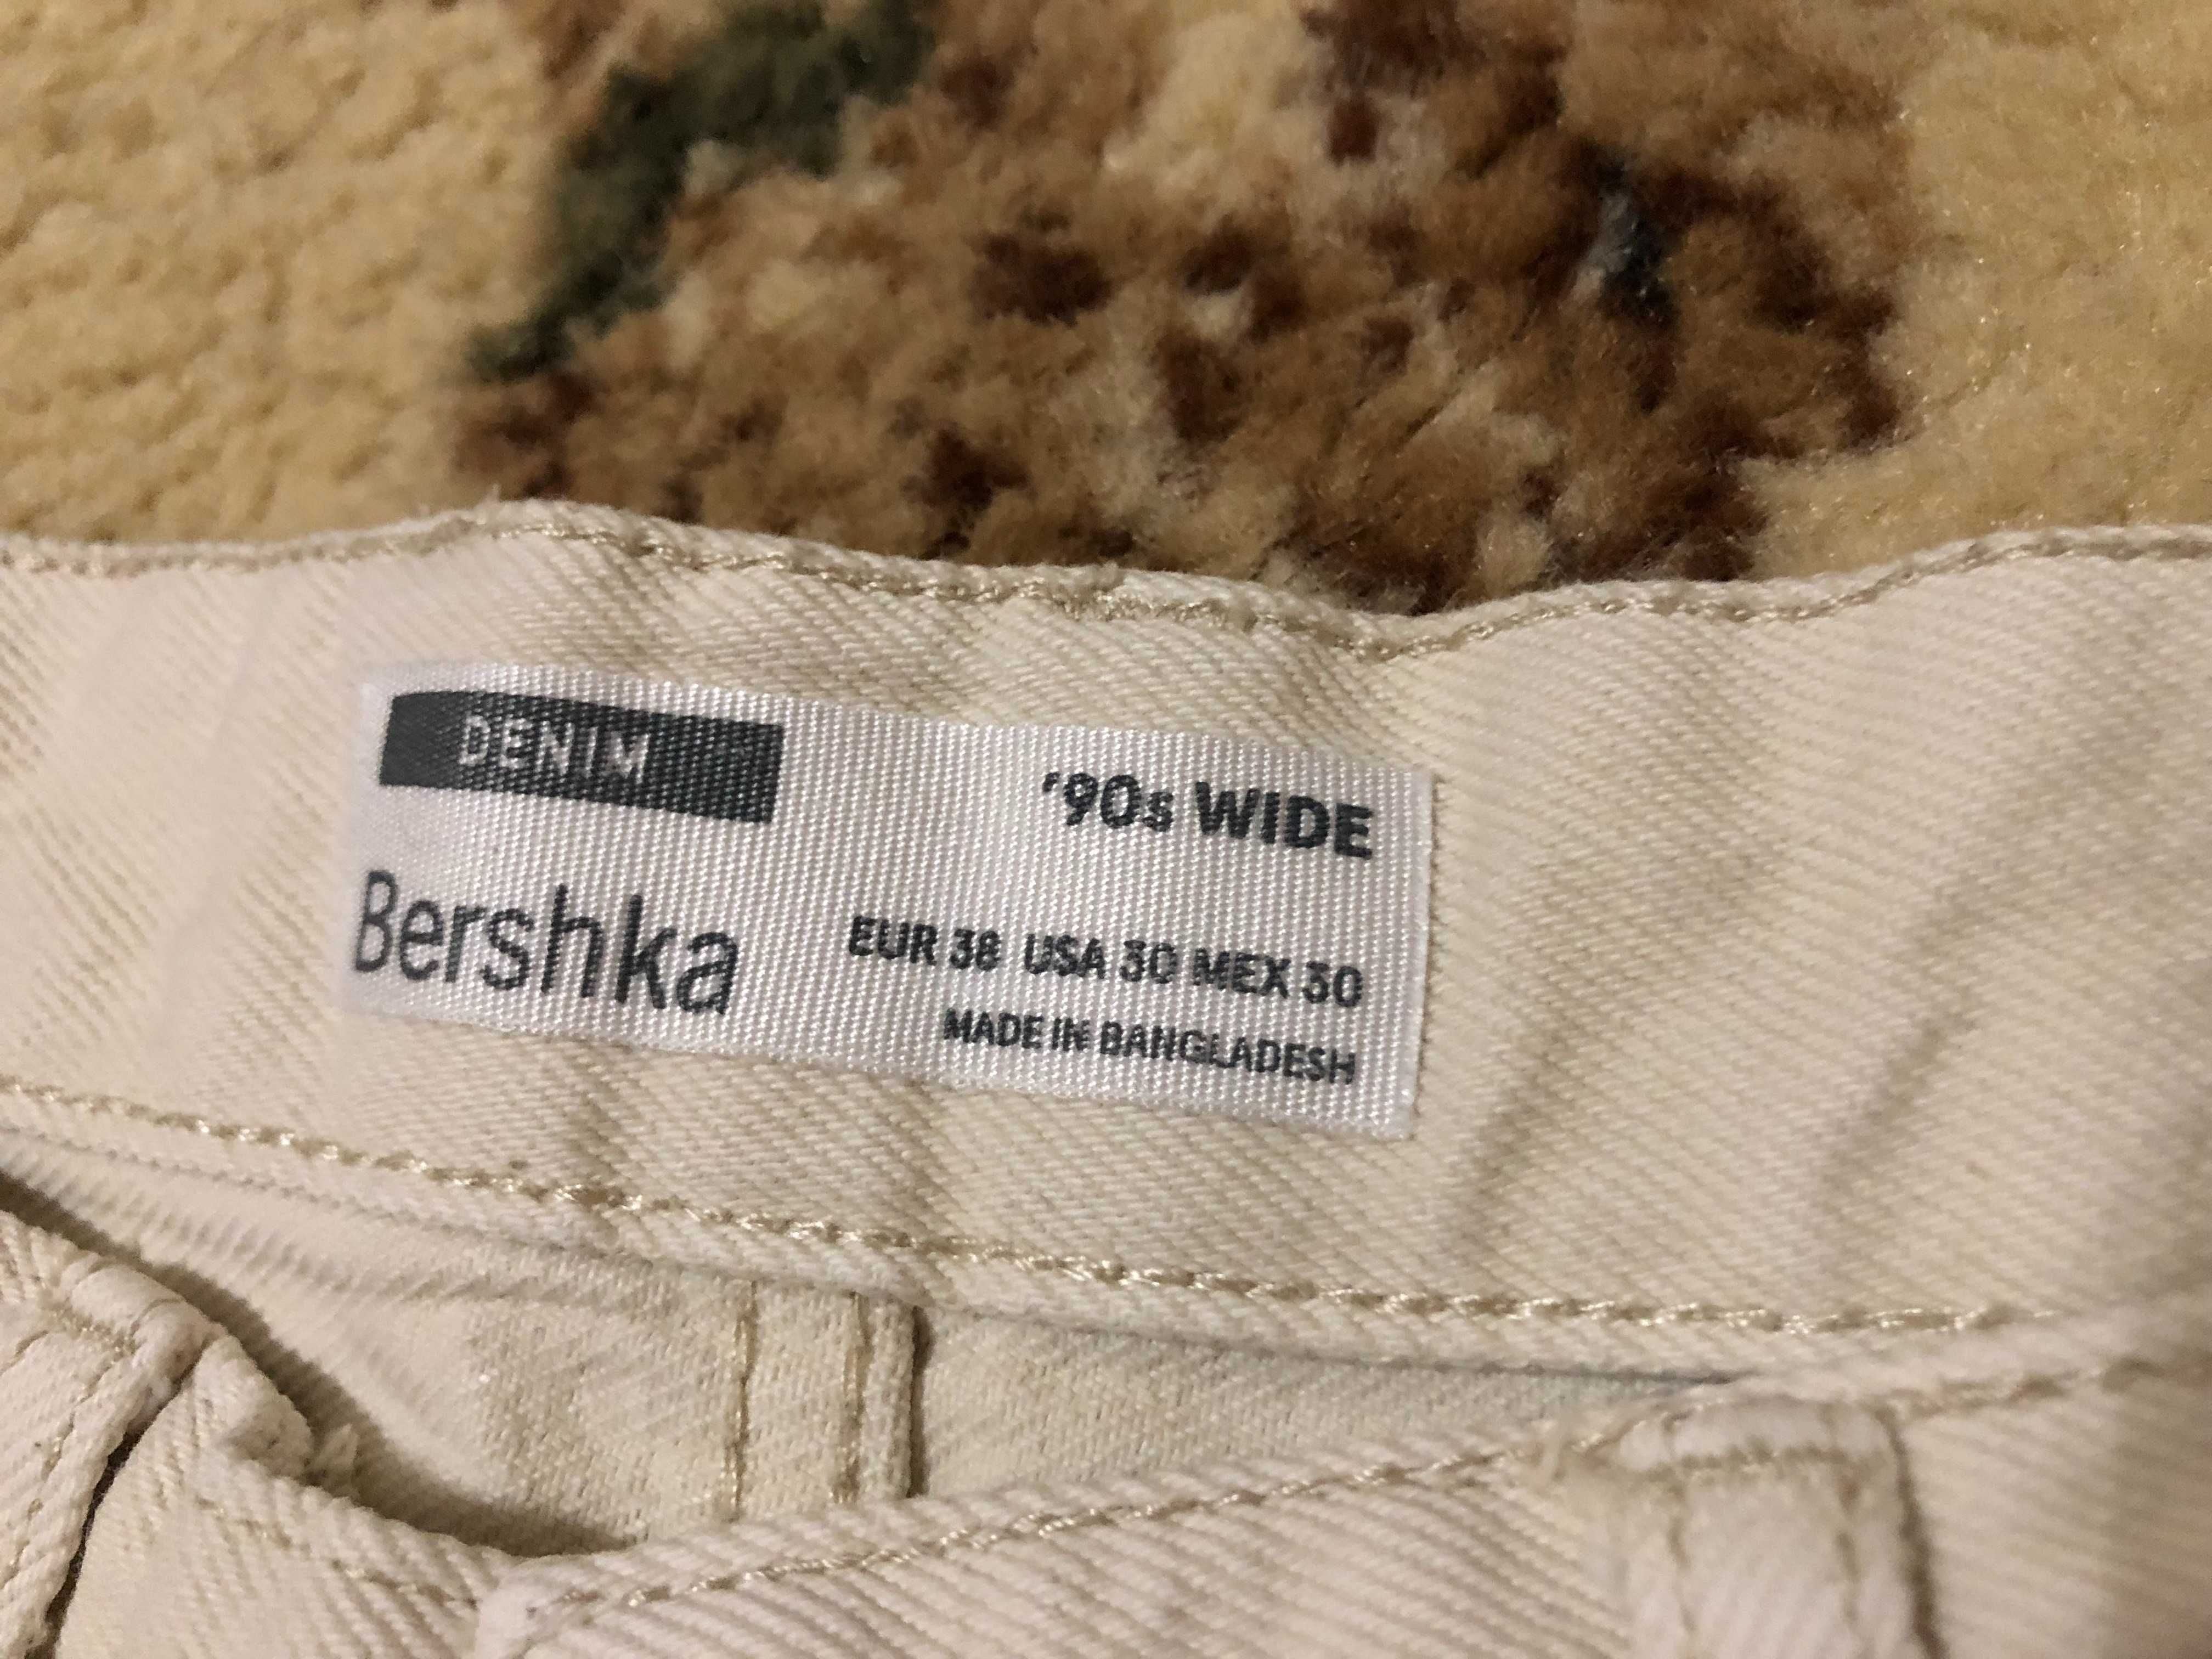 DENIM
'90s WIDE
Bershka
EUR 38 USA 30 MEX 30
MADE IN BANGLADESH